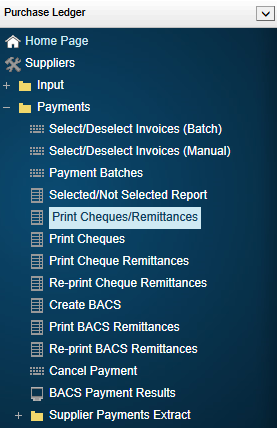 Purchase Ledger
Home Page
Suppliers
Input
Payments
Select/Deselect Invoices (Batch)
Select/Deselect Invoices (Manual)
Payment Batches
Selected/Not Selected Report
Print Cheques/Remittances
Print Cheques
Print Cheque Remittances
Re-print Cheque Remittances
Create BACS
Print BACS Remittances
Re-print BACS Remittances
Cancel Payment
BACS Payment Results
Supplier Payments Extract